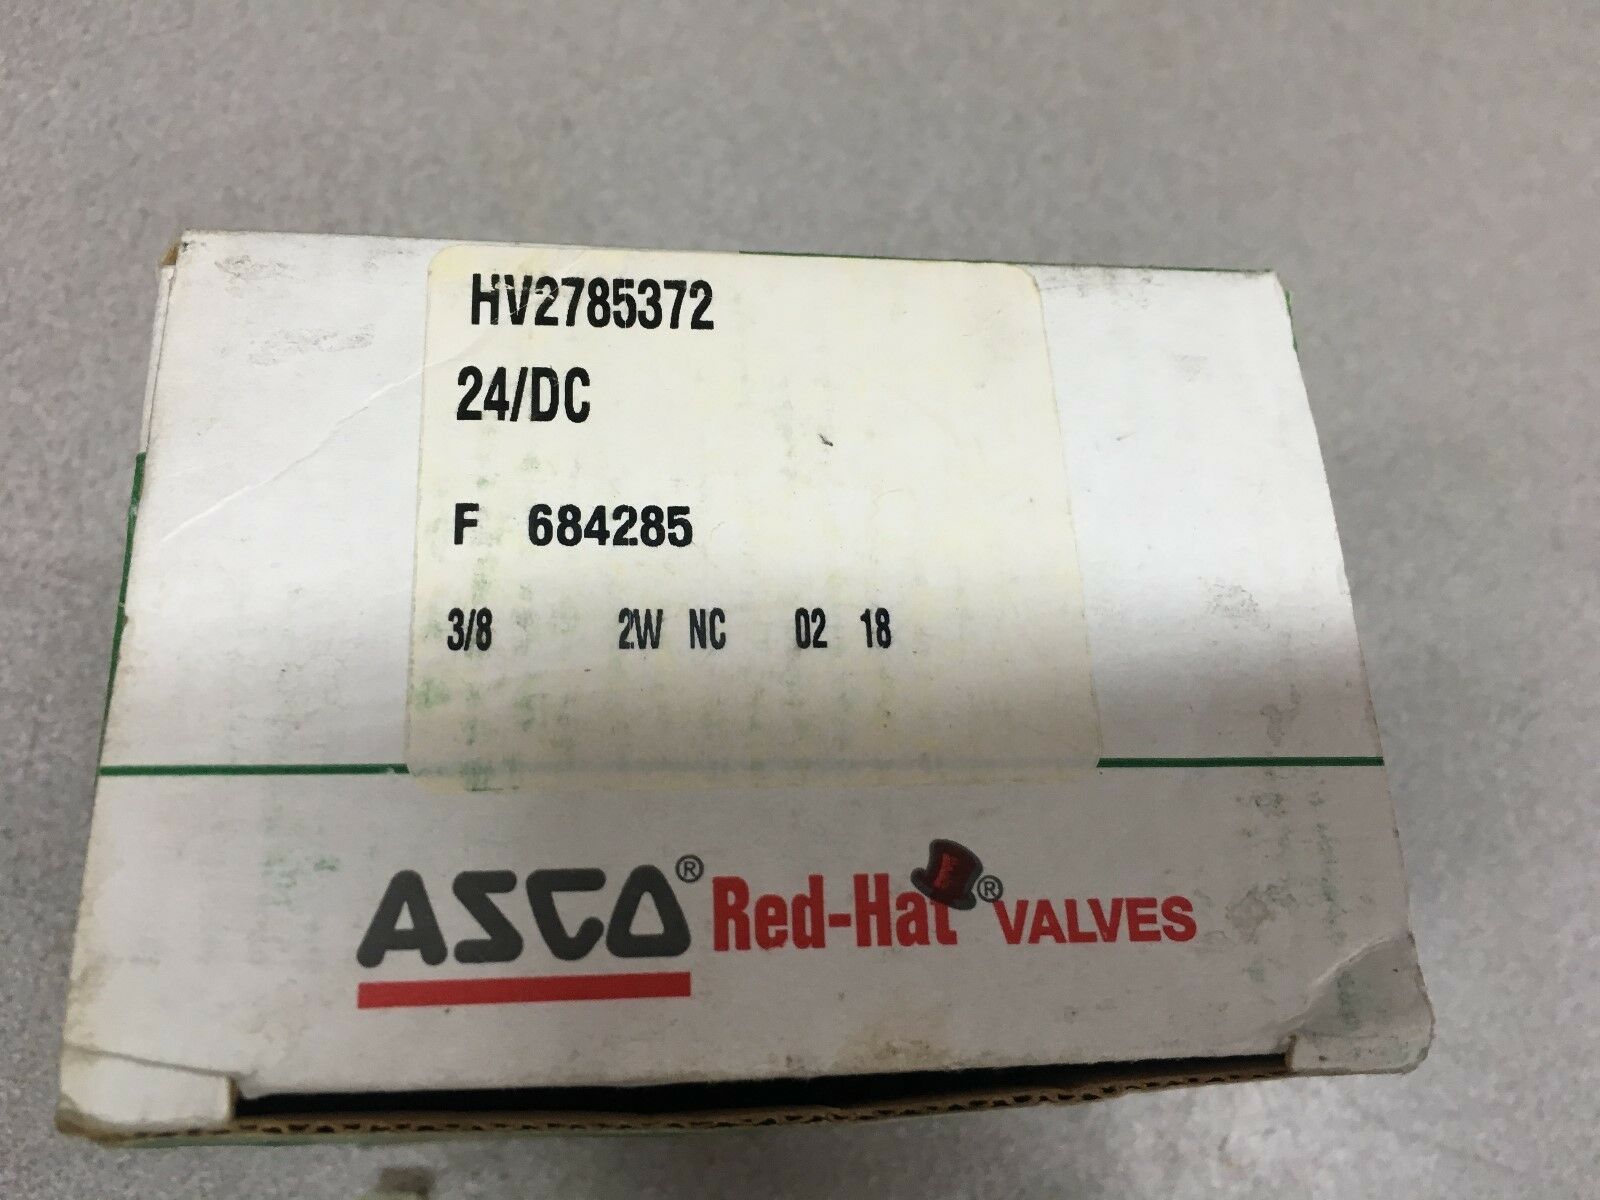 HV2785372
24/DC
F 684285
3/8 2W NC 02 18
ASCO® Red-Hat® VALVES